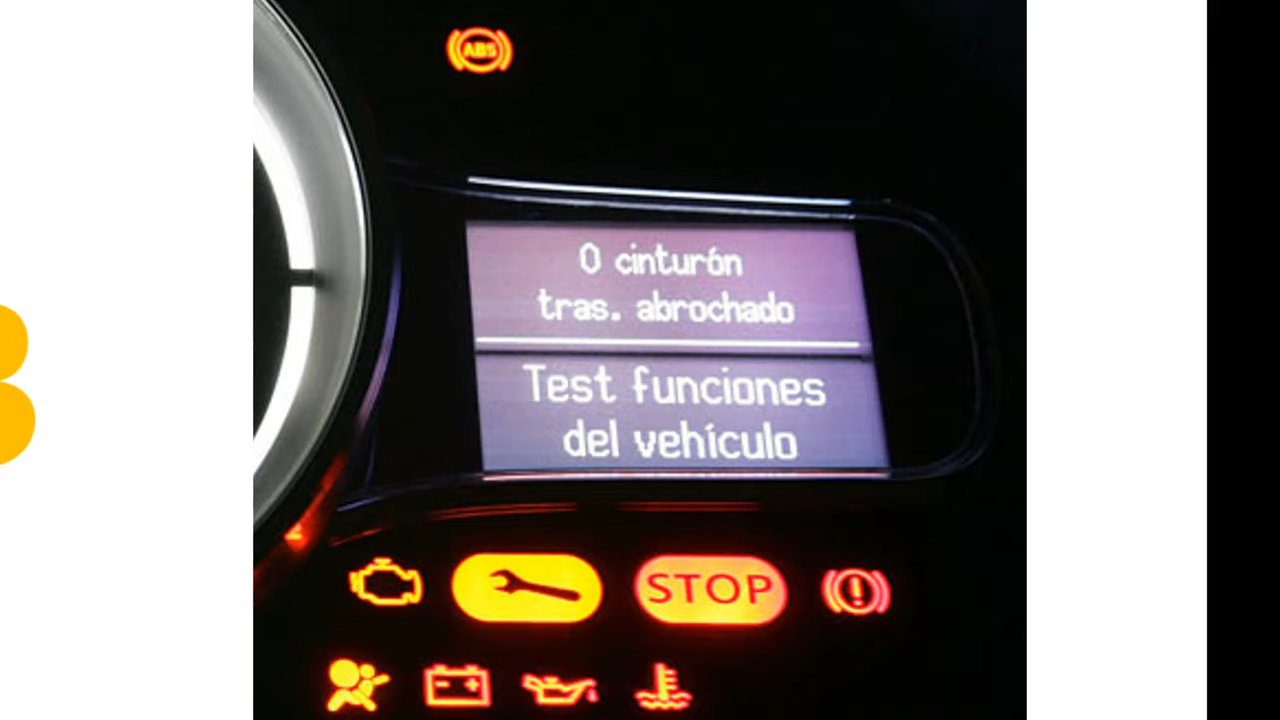 ABS
0 cinturón
tras. abrochado
Test funciones
del vehículo
STOP